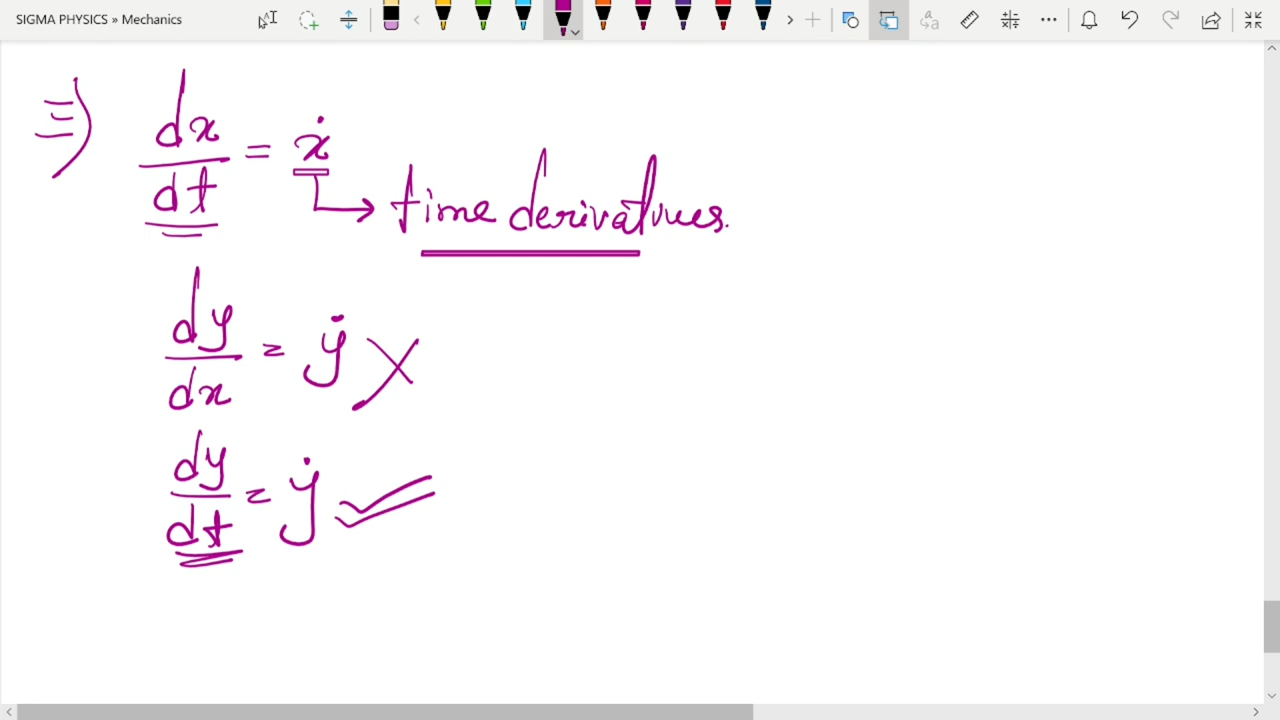 SIGMA PHYSICS » Mechanics
Ξ) dx/dt = ẋ
→ time derivatives.
dy/dx = ẏ X
dy/dt = ẏ ✓